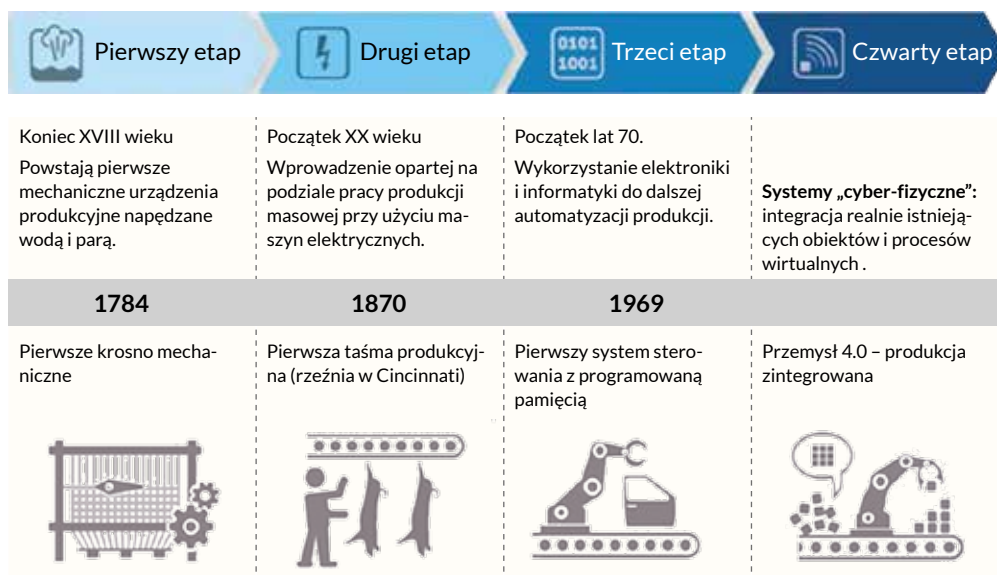 Pierwszy etap
Drugi etap
0101
1001
Trzeci etap
Czwarty etap
Koniec XVIII wieku
Powstają pierwsze
mechaniczne urządzenia
produkcyjne napędzane
wodą i parą.
Początek XX wieku
Wprowadzenie opartej na
podziale pracy produkcji
masowej przy użyciu ma-
szyn elektrycznych.
Początek lat 70.
Wykorzystanie elektroniki
i informatyki do dalszej
automatyzacji produkcji.
Systemy „cyber-fizyczne”:
integracja realnie istnieją-
cych obiektów i procesów
wirtualnych .
1784
1870
1969
Pierwsze krosno mecha-
niczne
Pierwsza taśma produkcyj-
na (rzeźnia w Cincinnati)
Pierwszy system stero-
wania z programowaną
pamięcią
Przemysł 4.0 – produkcja
zintegrowana